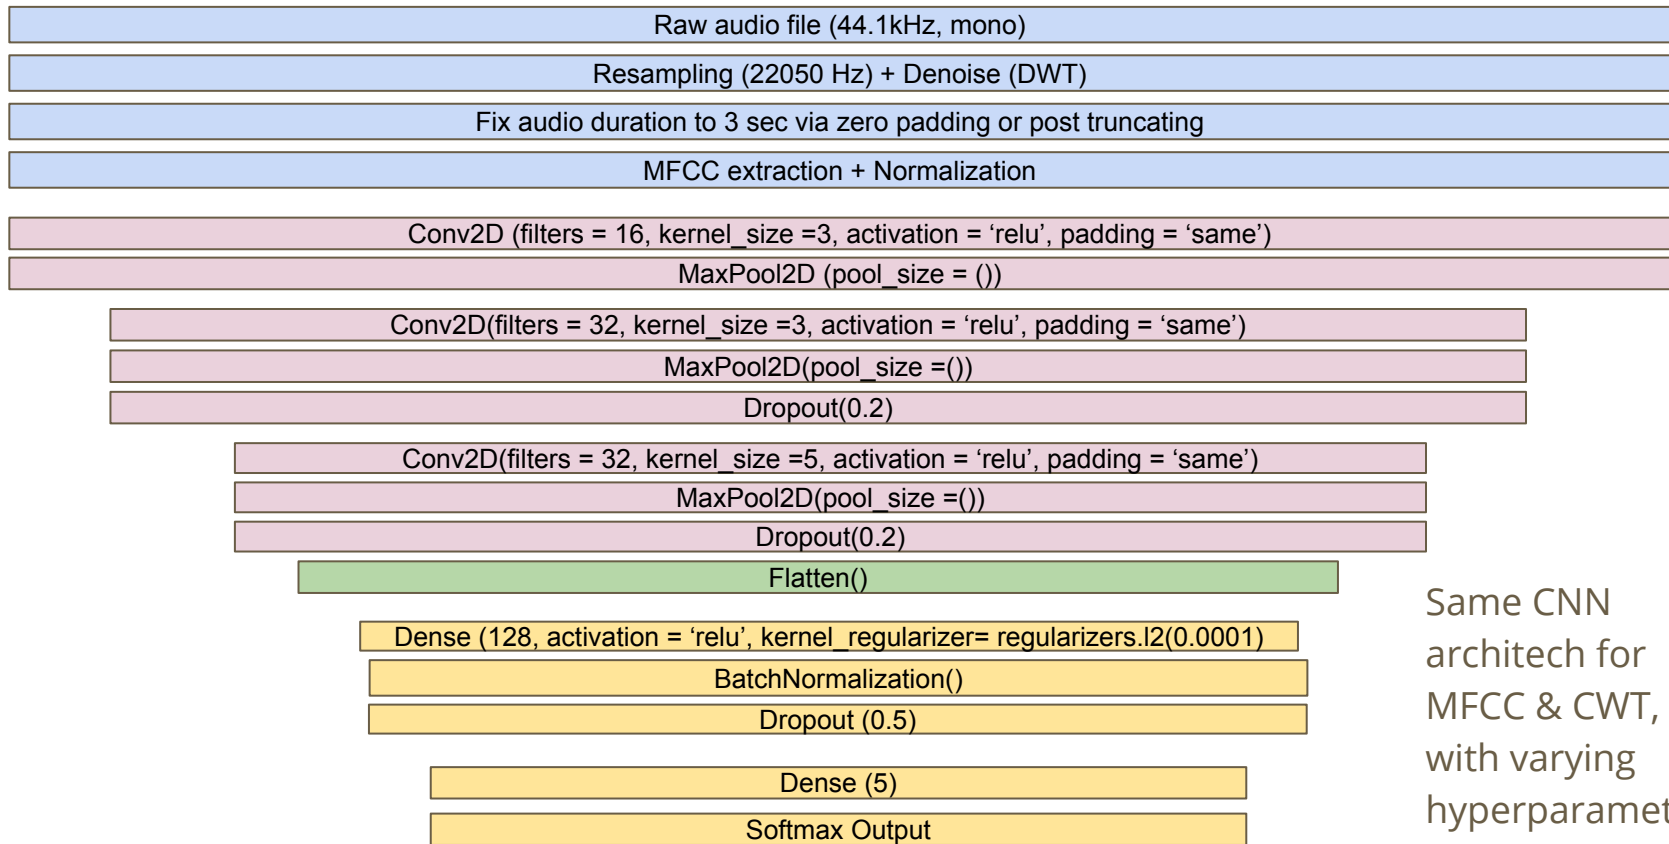 Raw audio file (44.1kHz, mono)
Resampling (22050 Hz) + Denoise (DWT)
Fix audio duration to 3 sec via zero padding or post truncating
MFCC extraction + Normalization
Conv2D (filters = 16, kernel_size =3, activation = ‘relu’, padding = ‘same’)
MaxPool2D (pool_size = ())
Conv2D(filters = 32, kernel_size =3, activation = ‘relu’, padding = ‘same’)
MaxPool2D(pool_size =())
Dropout(0.2)
Conv2D(filters = 32, kernel_size =5, activation = ‘relu’, padding = ‘same’)
MaxPool2D(pool_size =())
Dropout(0.2)
Flatten()
Dense (128, activation = ‘relu’, kernel_regularizer= regularizers.l2(0.0001)
BatchNormalization()
Dropout (0.5)
Dense (5)
Softmax Output
Same CNN
architech for
MFCC & CWT,
with varying
hyperparamet